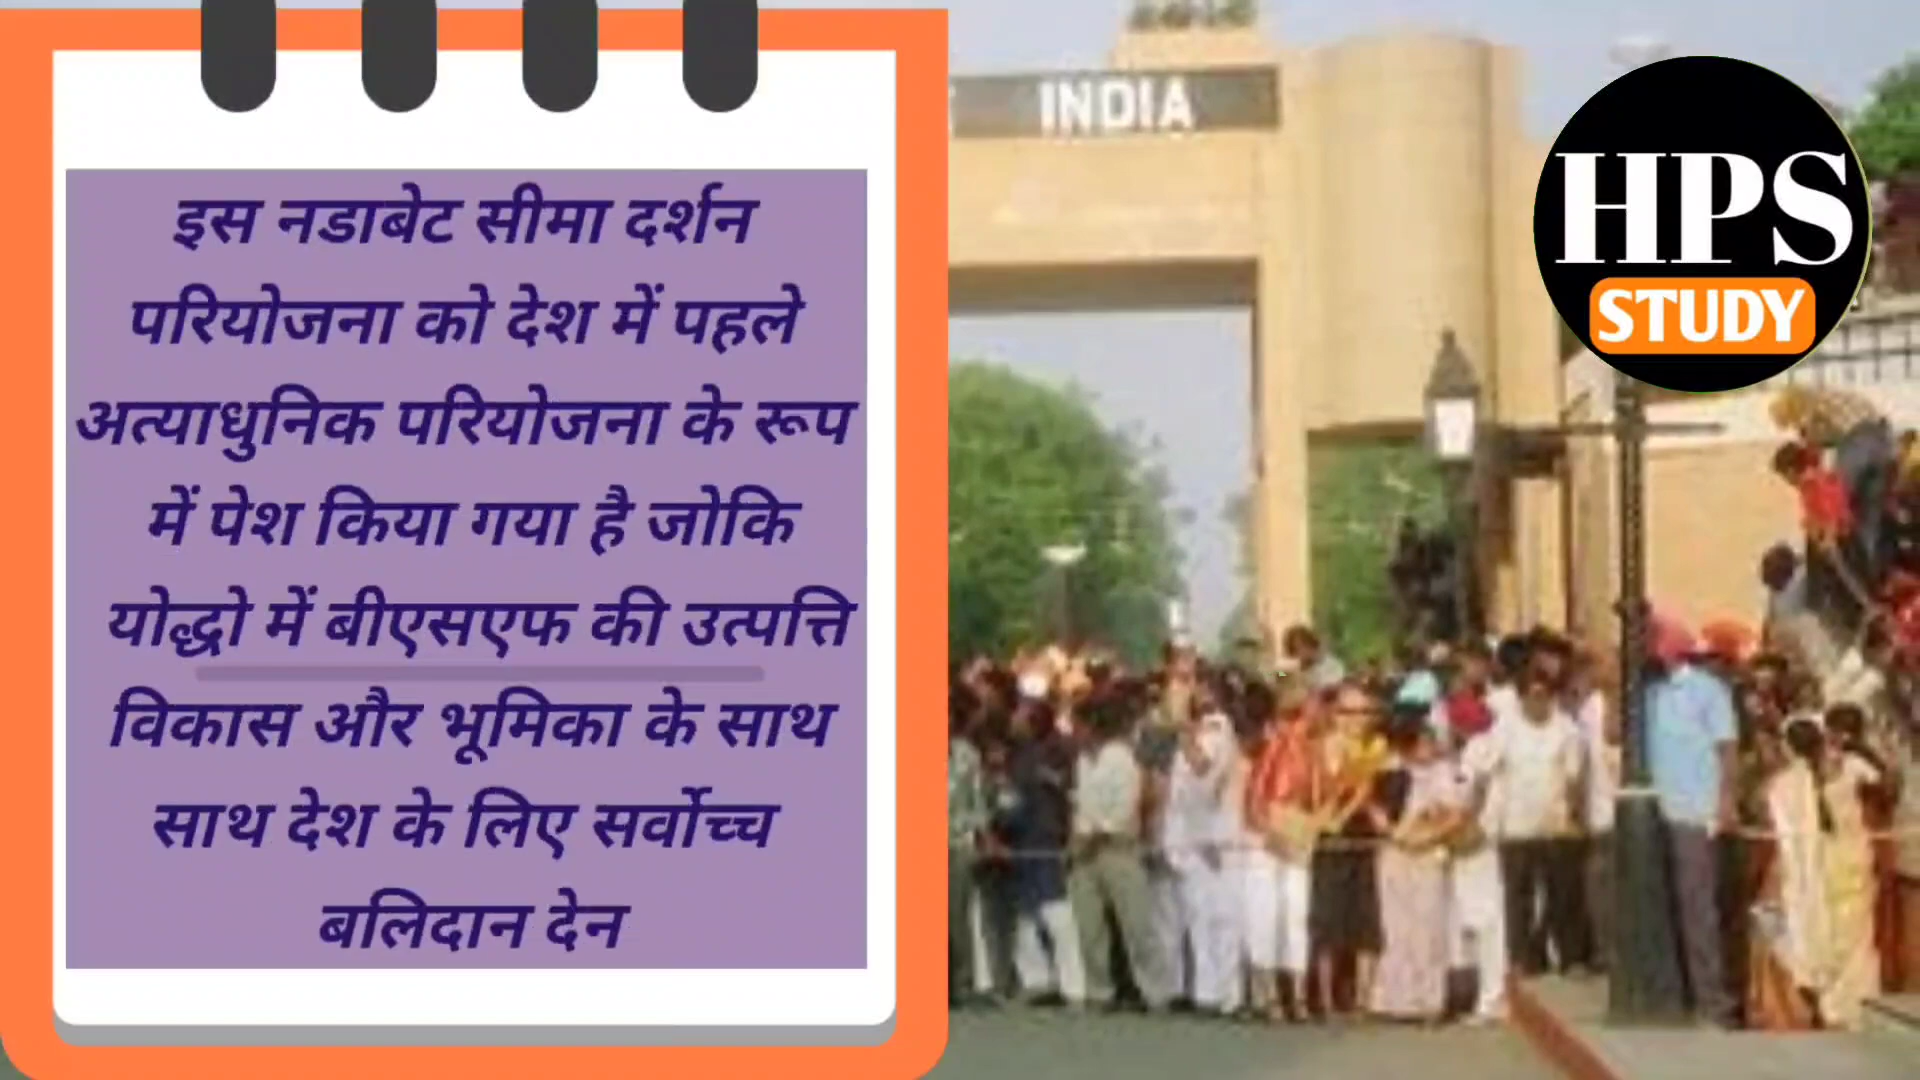 इस नडाबेट सीमा दर्शन
परियोजना को देश में पहले
अत्याधुनिक परियोजना के रूप
में पेश किया गया है जोकि
योद्धो में बीएसएफ की उत्पत्ति
विकास और भूमिका के साथ
साथ देश के लिए सर्वोच्च
बलिदान देन
INDIA
HPS
STUDY